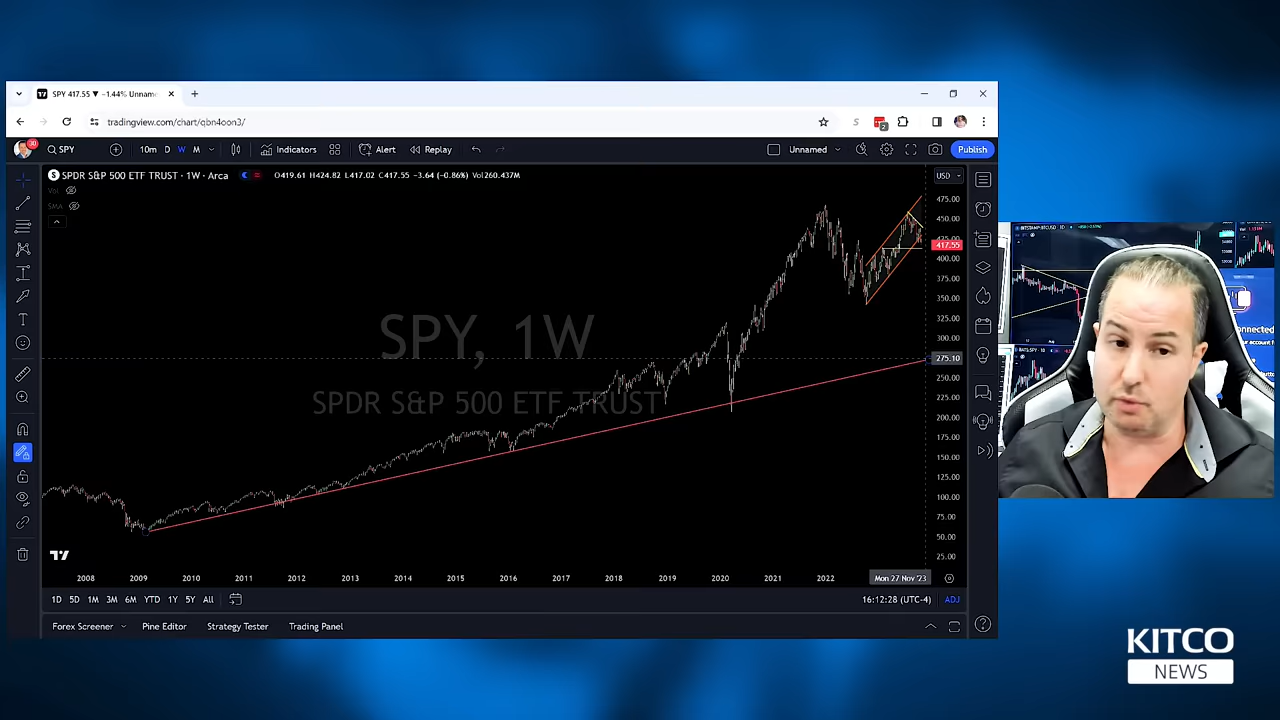 SPY 417.55 ▼ −1.44% Unnam
tradingview.com/chart/qbn4oon3/
2
30
SPY
10m D W M
Indicators
Alert
Replay
Unnamed
Publish
SPDR S&P 500 ETF TRUST · 1W · Arca
O419.61 H424.82 L417.02 C417.55 −3.64 (−0.86%) Vol260.437M
USD
Vol
SMA
475.00
450.00
425.00
417.55
400.00
375.00
350.00
325.00
300.00
275.10
250.00
225.00
200.00
175.00
150.00
125.00
100.00
75.00
50.00
25.00
SPY, 1W
SPDR S&P 500 ETF TRUST
2008 2009 2010 2011 2012 2013 2014 2015 2016 2017 2018 2019 2020 2021 2022
Mon 27 Nov '23
1D 5D 1M 3M 6M YTD 1Y 5Y All
16:12:28 (UTC-4)
ADJ
Forex Screener
Pine Editor
Strategy Tester
Trading Panel
KITCO
NEWS